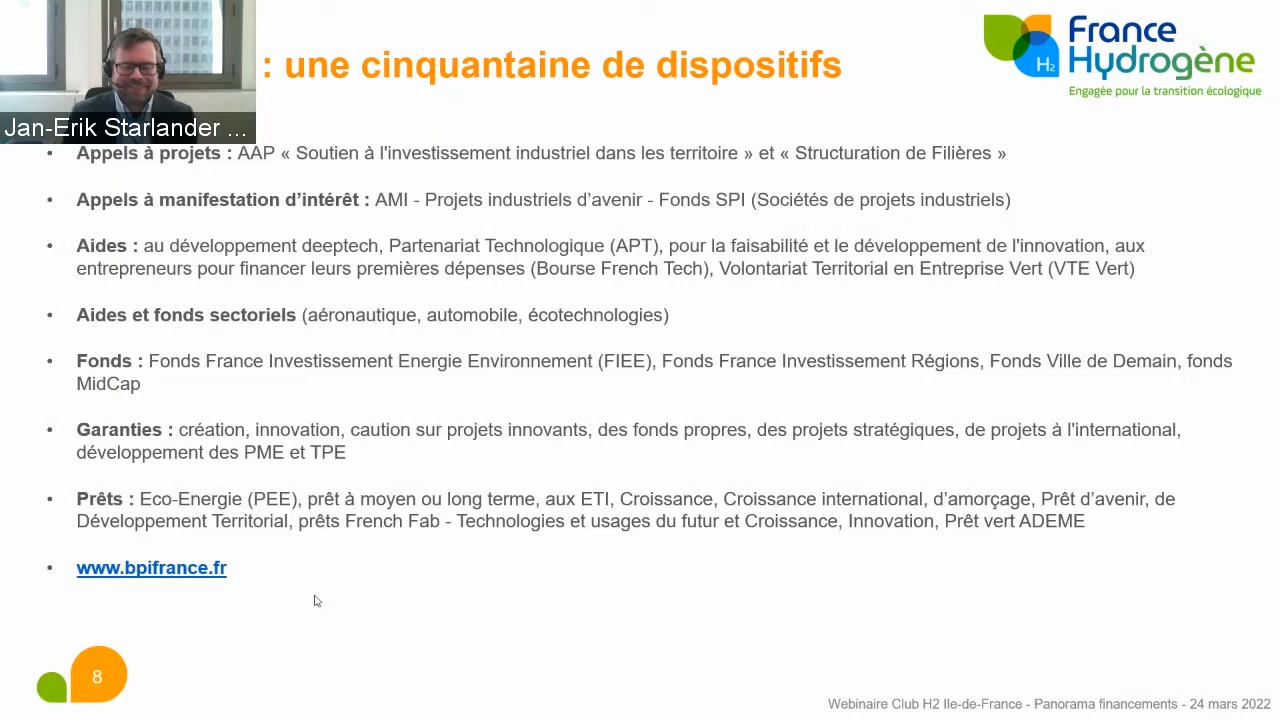 : une cinquantaine de dispositifs
France
Hydrogène
H2
Engagée pour la transition écologique
Jan-Erik Starlander ...
• Appels à projets : AAP « Soutien à l'investissement industriel dans les territoire » et « Structuration de Filières »
• Appels à manifestation d’intérêt : AMI - Projets industriels d’avenir - Fonds SPI (Sociétés de projets industriels)
• Aides : au développement deeptech, Partenariat Technologique (APT), pour la faisabilité et le développement de l'innovation, aux
entrepreneurs pour financer leurs premières dépenses (Bourse French Tech), Volontariat Territorial en Entreprise Vert (VTE Vert)
• Aides et fonds sectoriels (aéronautique, automobile, écotechnologies)
• Fonds : Fonds France Investissement Energie Environnement (FIEE), Fonds France Investissement Régions, Fonds Ville de Demain, fonds
MidCap
• Garanties : création, innovation, caution sur projets innovants, des fonds propres, des projets stratégiques, de projets à l'international,
développement des PME et TPE
• Prêts : Eco-Energie (PEE), prêt à moyen ou long terme, aux ETI, Croissance, Croissance international, d’amorçage, Prêt d’avenir, de
Développement Territorial, prêts French Fab - Technologies et usages du futur et Croissance, Innovation, Prêt vert ADEME
• www.bpifrance.fr
8
Webinaire Club H2 Ile-de-France - Panorama financements - 24 mars 2022